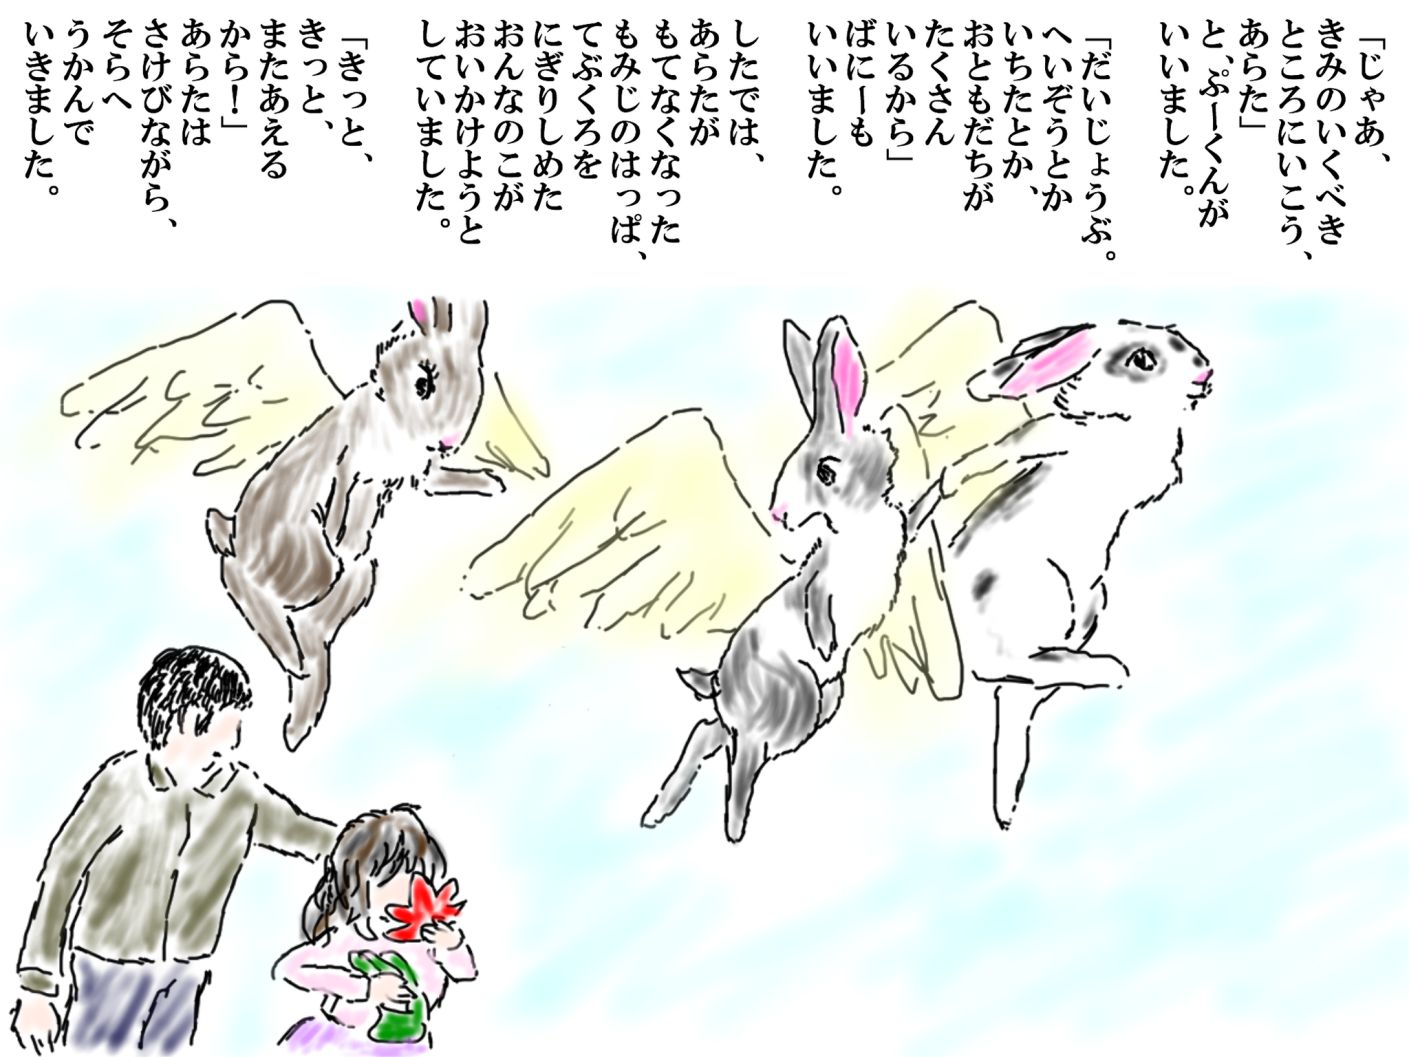 「じゃあ、
きみのいくべき
ところにいこう、
あらた」
と、ぷーくんが
いいました。
「だいじょうぶ。
へいぞうとか
いちたとか、
おともだちが
たくさん
いるから」
ばにーも
いいました。
したでは、
あらたが
もてなくなった
もみじのはっぱ、
てぶくろを
にぎりしめた
おんなのこが
おいかけようと
していました。
「きっと、
きっと、
またあえる
から！」
あらたは
さけびながら、
そらへ
うかんで
いきました。